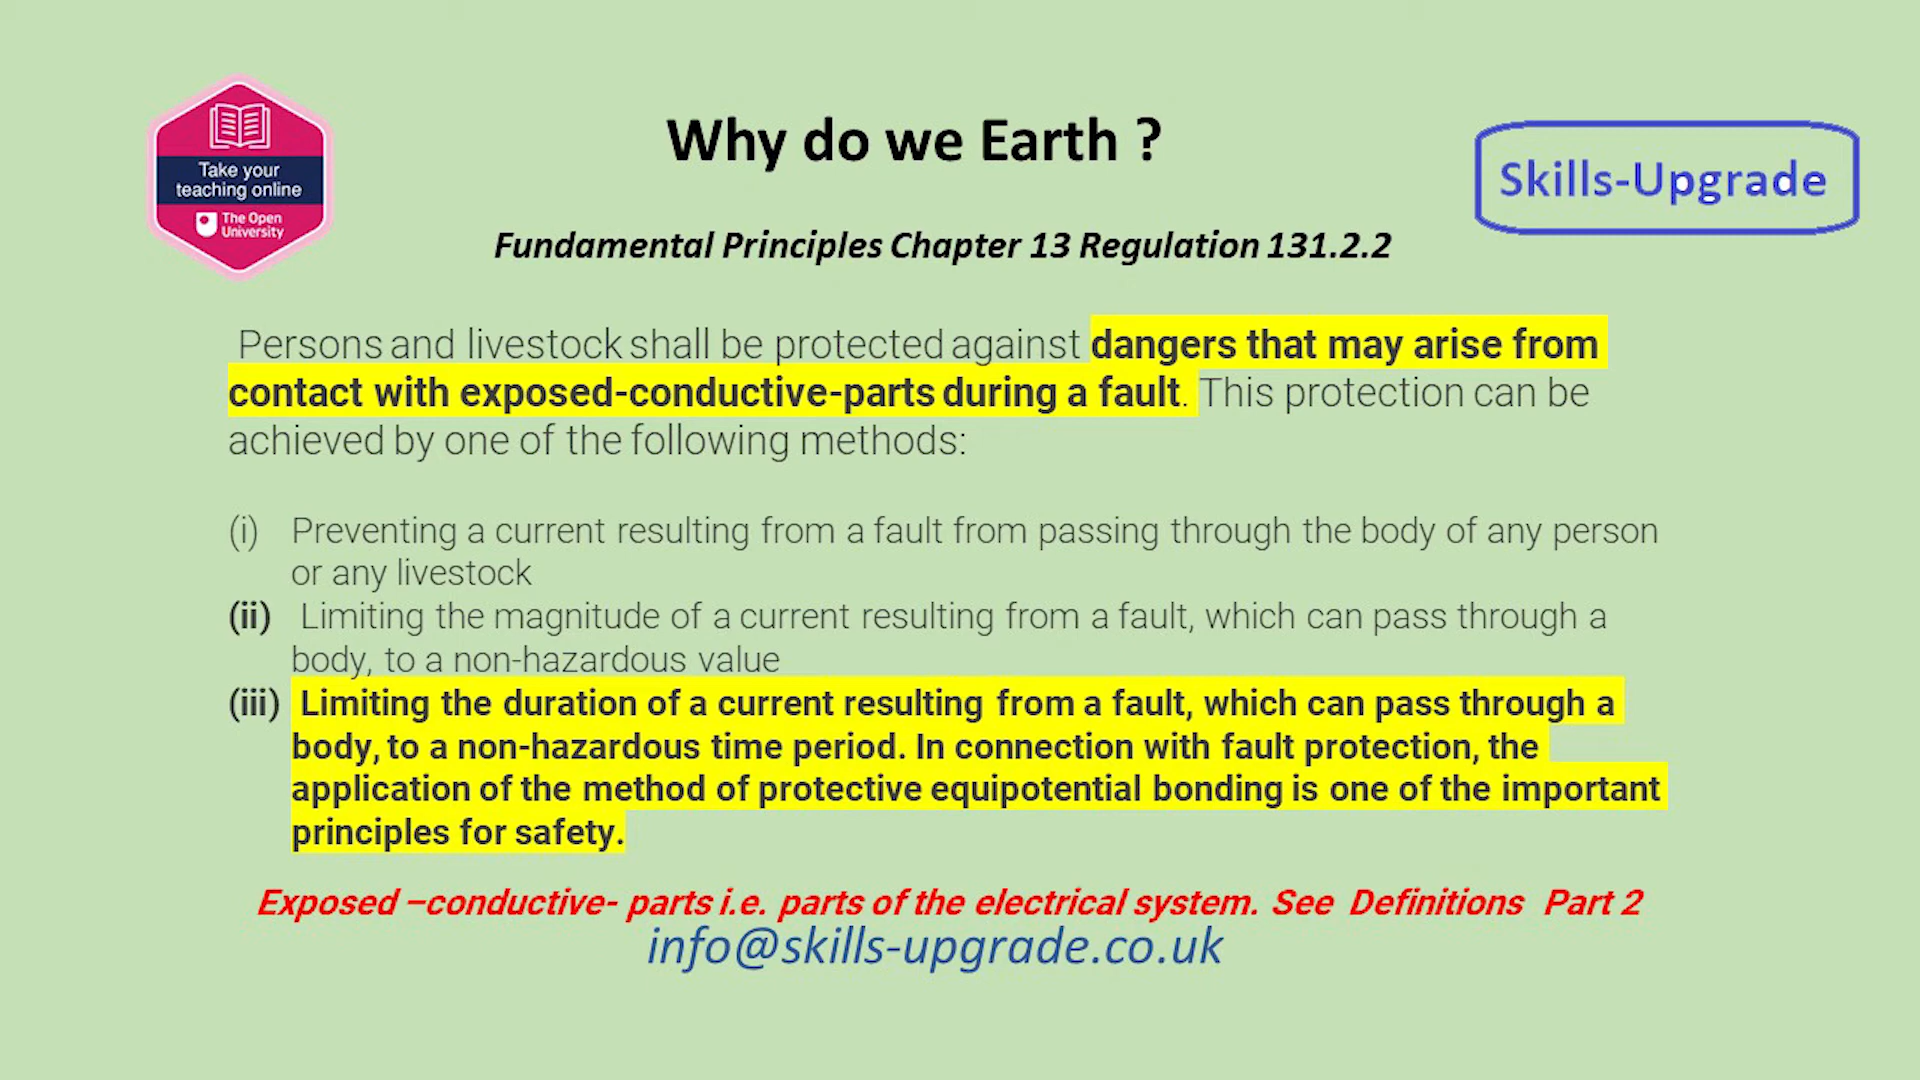 Take your
teaching online
The Open
University
Why do we Earth ?
Skills-Upgrade
Fundamental Principles Chapter 13 Regulation 131.2.2
Persons and livestock shall be protected against dangers that may arise from
contact with exposed-conductive-parts during a fault. This protection can be
achieved by one of the following methods:
(i) Preventing a current resulting from a fault from passing through the body of any person
or any livestock
(ii) Limiting the magnitude of a current resulting from a fault, which can pass through a
body, to a non-hazardous value
(iii) Limiting the duration of a current resulting from a fault, which can pass through a
body, to a non-hazardous time period. In connection with fault protection, the
application of the method of protective equipotential bonding is one of the important
principles for safety.
Exposed –conductive- parts i.e. parts of the electrical system. See Definitions Part 2
info@skills-upgrade.co.uk